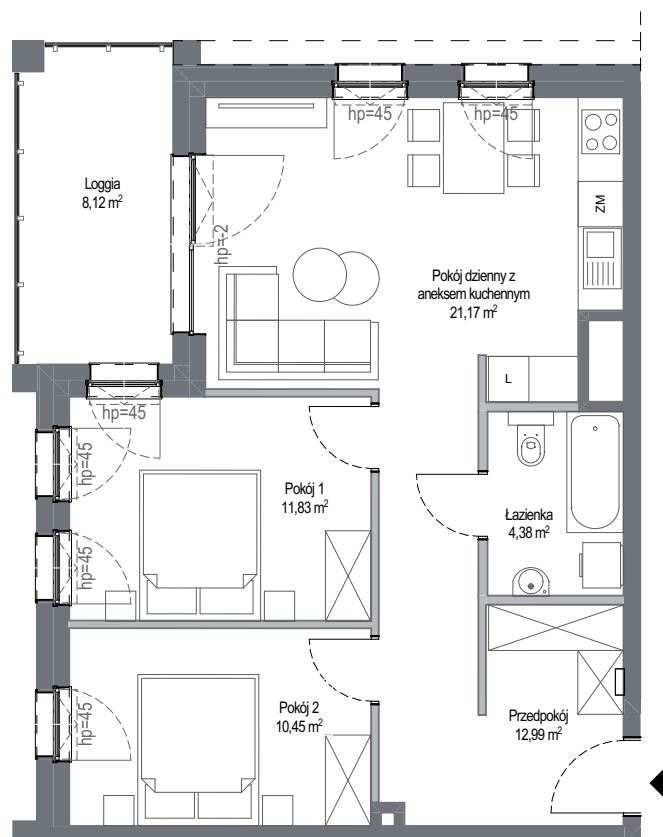 hp=45
hp=45
Loggia
8,12 m²
ZM
hp=-2
Pokój dzienny z
aneksem kuchennym
21,17 m²
L
hp=45
hp=45
Pokój 1
11,83 m²
Łazienka
4,38 m²
hp=45
Pokój 2
10,45 m²
hp=45
Przedpokój
12,99 m²